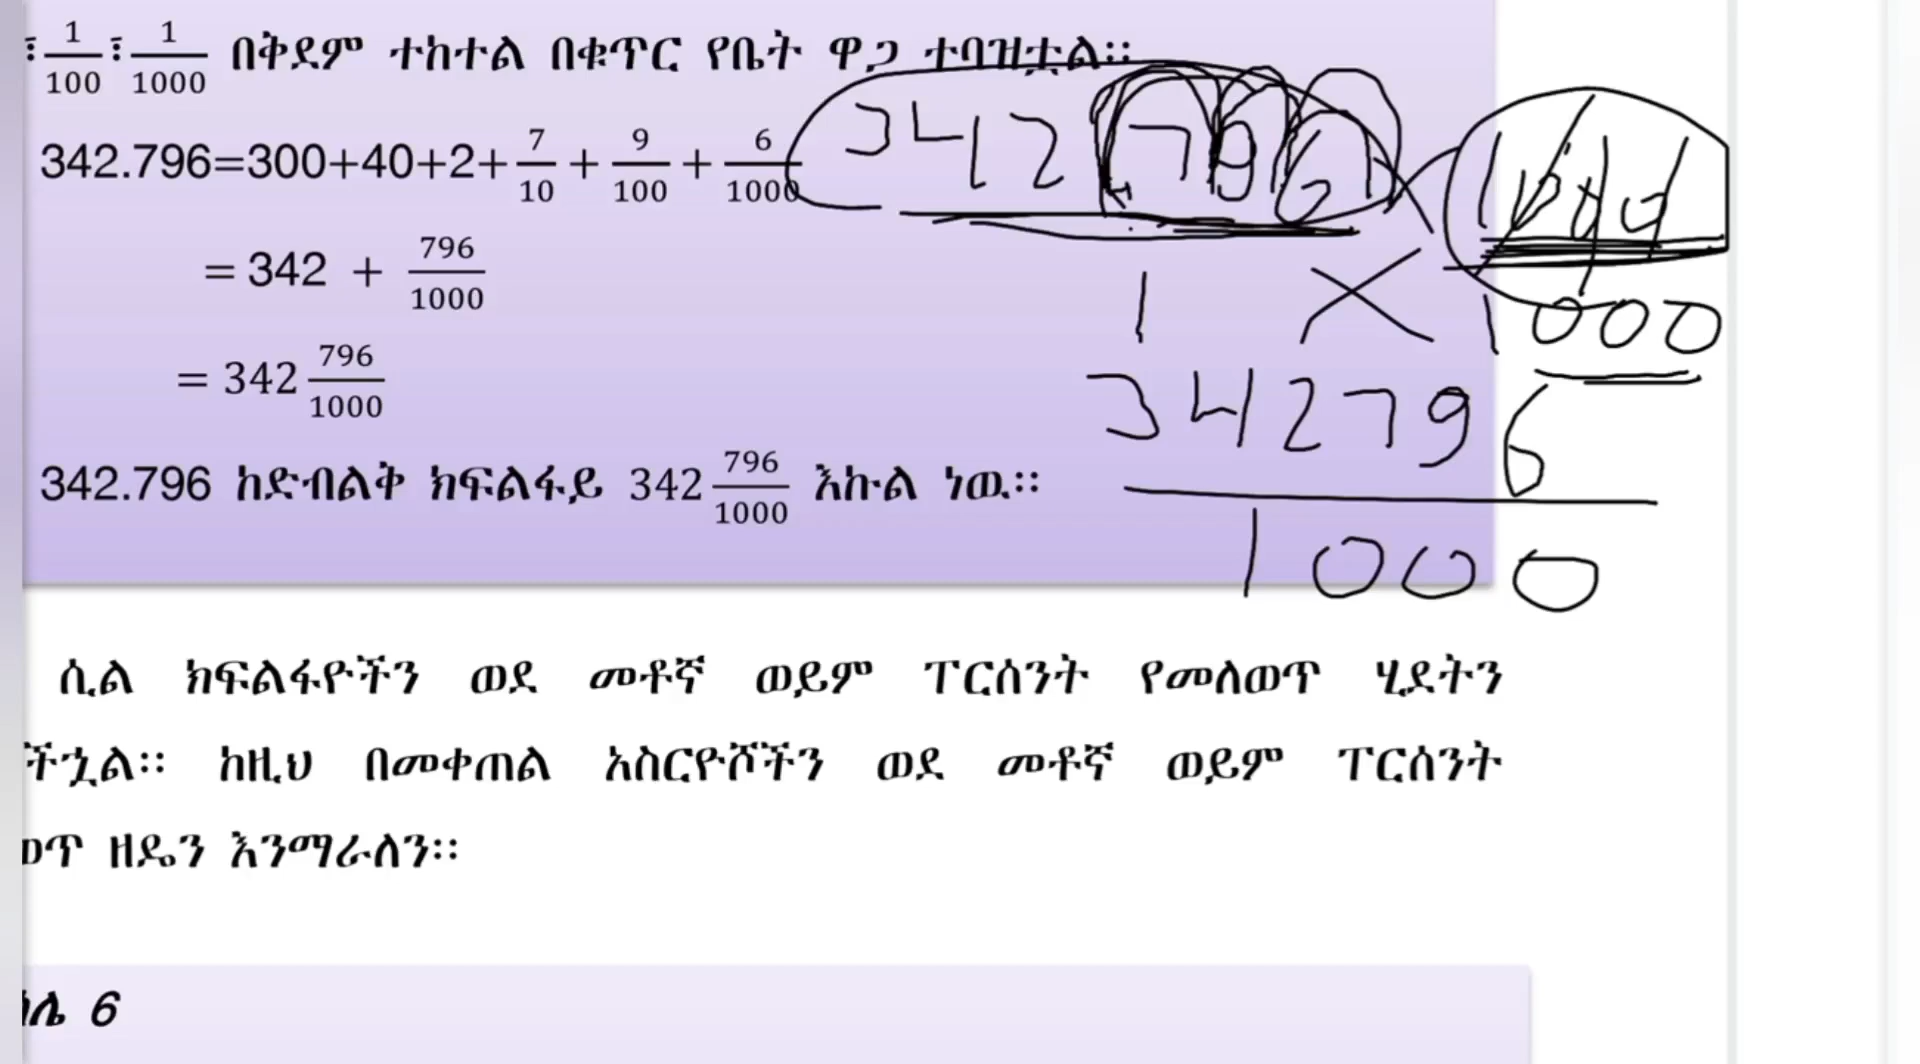 ፣ 1/100 ፣ 1/1000 በቅደም ተከተል በቁጥር የቤት ዋጋ ተባዝቷል፡፡
342.796=300+40+2+ 7/10 + 9/100 + 6/1000
342.796 × 1000
= 342 + 796/1000
1 × 1000
= 342 796/1000
342796
1000
342.796 ከድብልቅ ክፍልፋይ 342 796/1000 እኩል ነዉ፡፡
ሲል ክፍልፋዮችን ወደ መቶኛ ወይም ፐርሰንት የመለወጥ ሂደትን
ችኋል፡፡ ከዚህ በመቀጠል አስርዮሾችን ወደ መቶኛ ወይም ፐርሰንት
ወጥ ዘዴን እንማራለን፡፡
ሌ 6